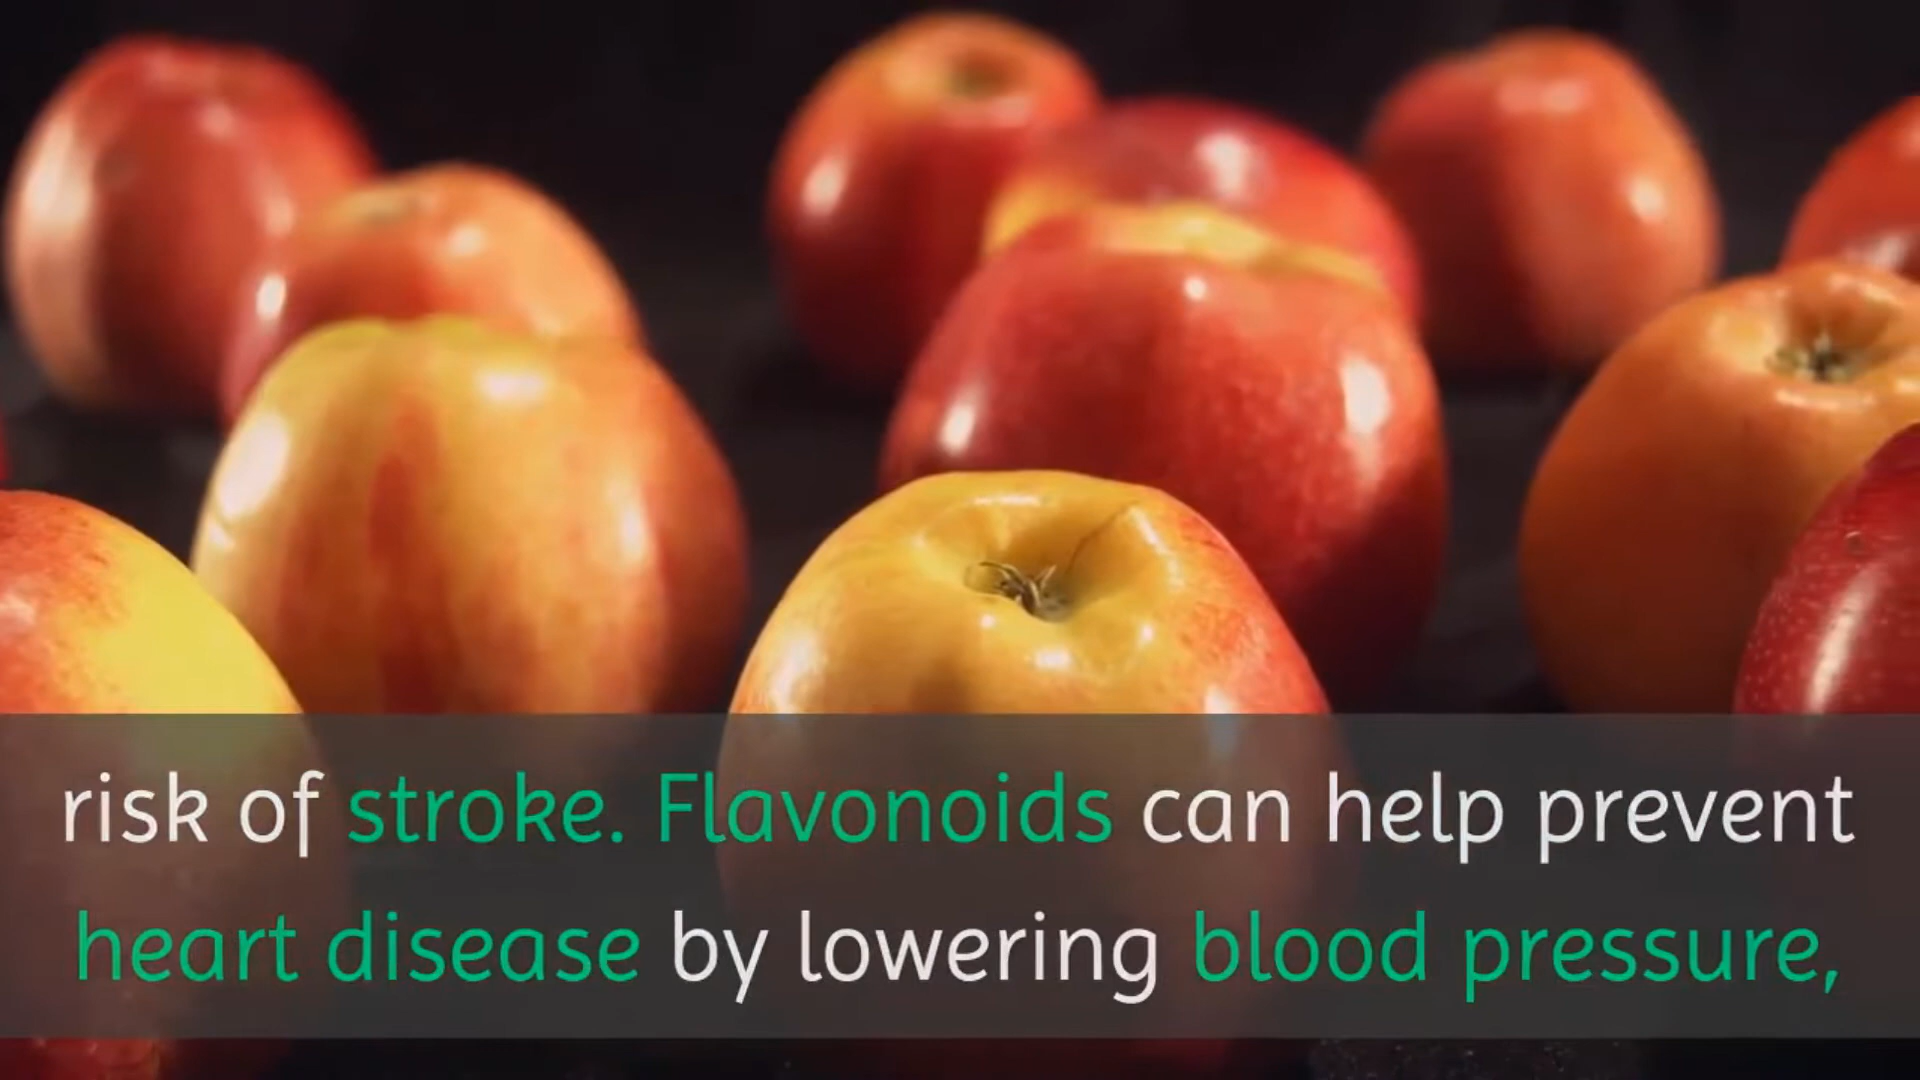 risk of stroke. Flavonoids can help prevent
heart disease by lowering blood pressure,